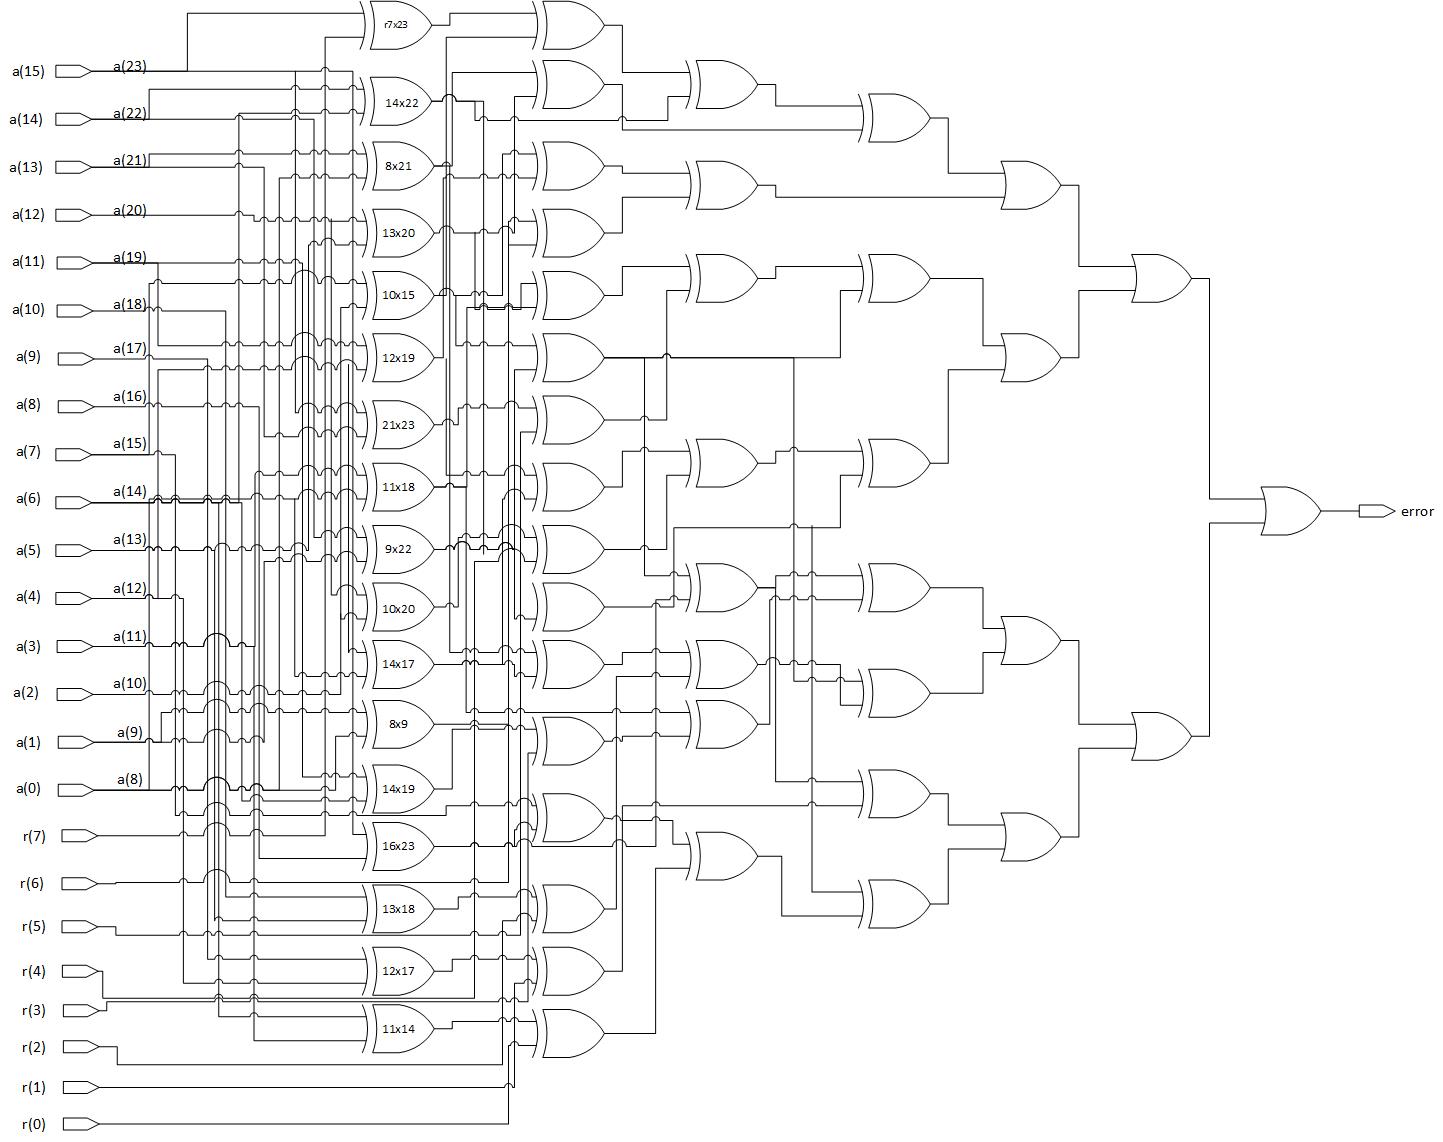 r7x23
a(15) a(23)
14x22
a(14) a(22)
a(13) a(21)
8x21
a(12) a(20)
13x20
a(11) a(19)
10x15
a(10) a(18)
a(9) a(17)
12x19
a(8) a(16)
21x23
a(7) a(15)
11x18
a(6) a(14)
error
a(5) a(13)
9x22
a(4) a(12)
10x20
a(3) a(11)
14x17
a(2) a(10)
8x9
a(1) a(9)
a(0) a(8)
14x19
r(7)
16x23
r(6)
13x18
r(5)
r(4)
12x17
r(3)
11x14
r(2)
r(1)
r(0)